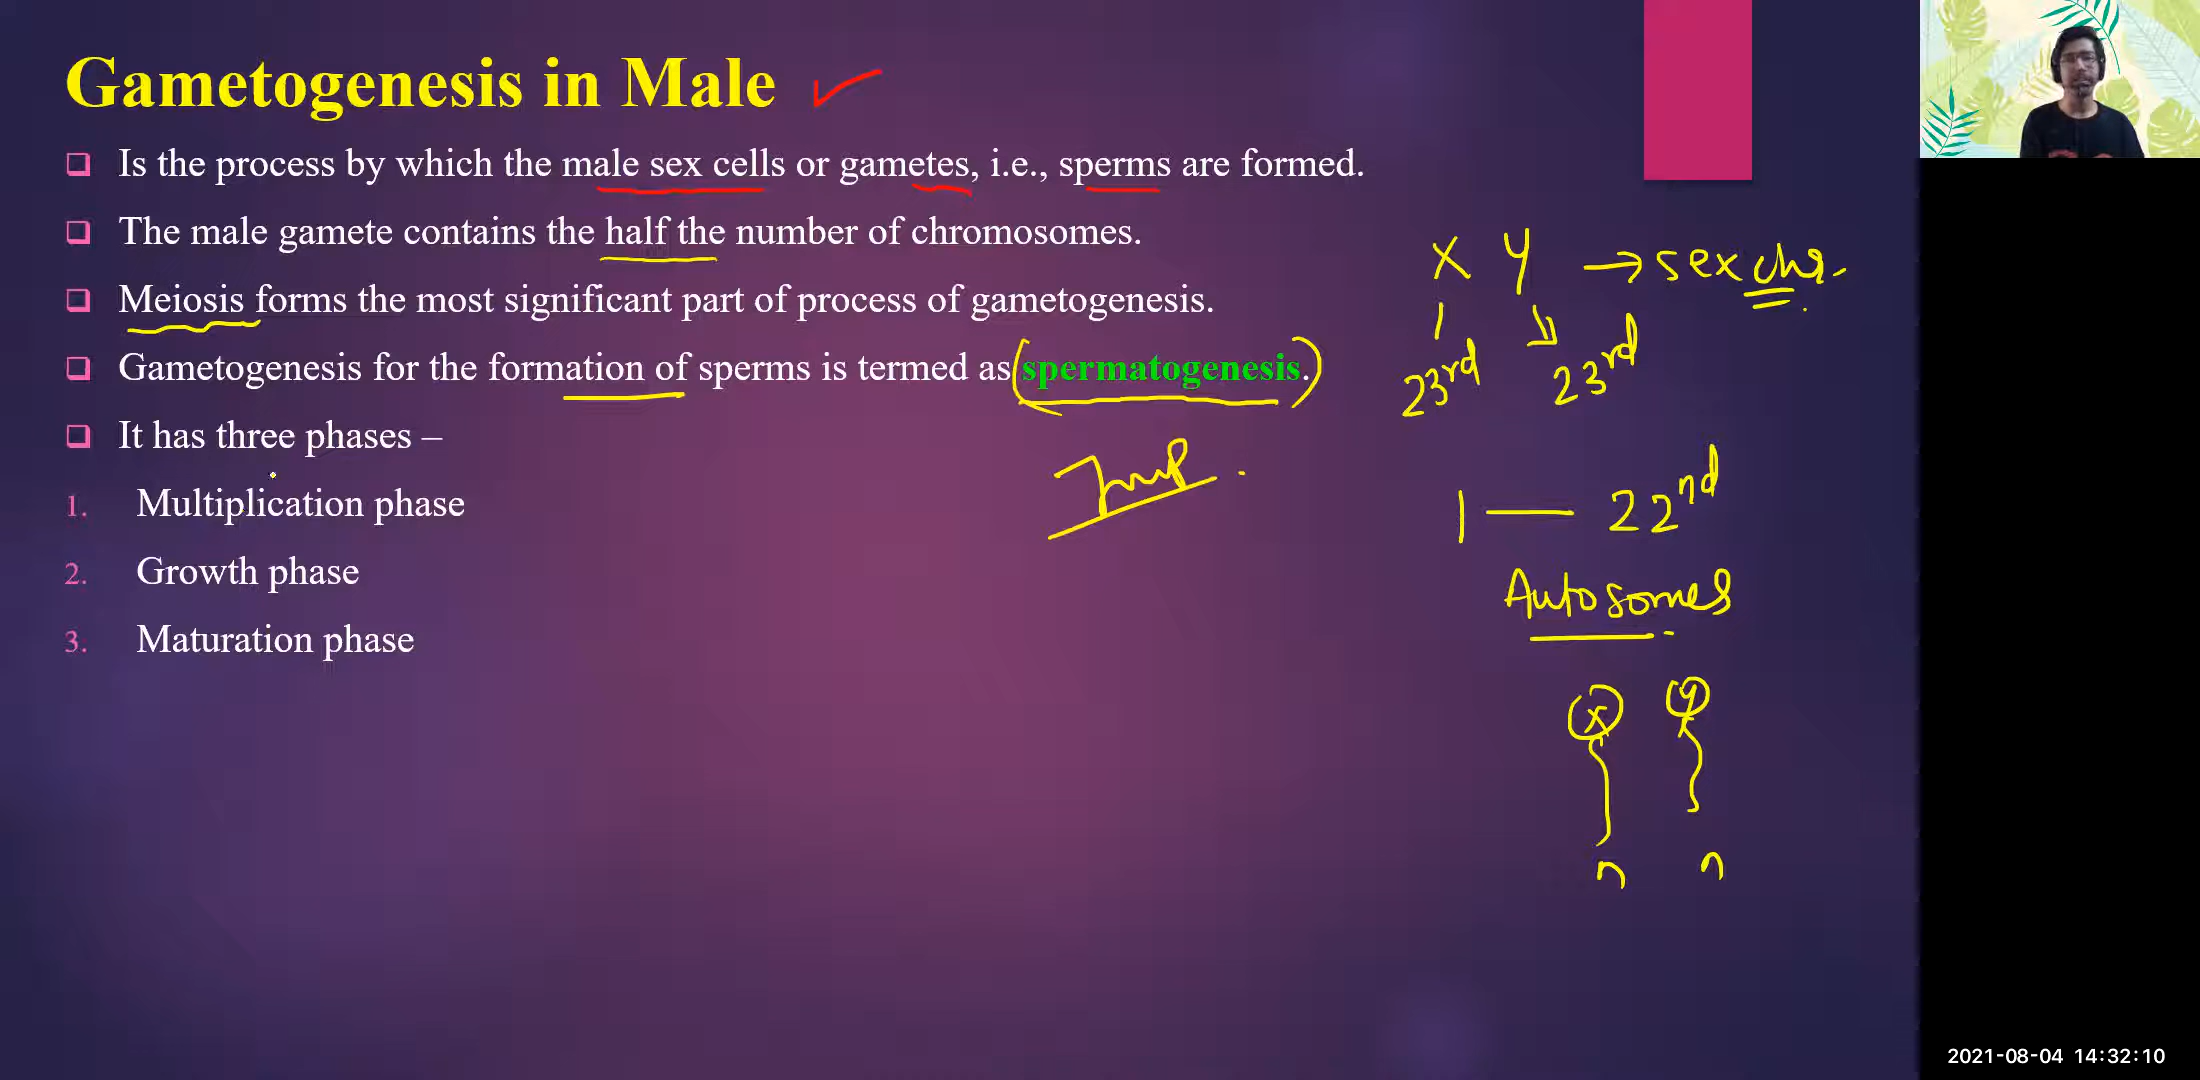 Gametogenesis in Male
Is the process by which the male sex cells or gametes, i.e., sperms are formed.
The male gamete contains the half the number of chromosomes.
Meiosis forms the most significant part of process of gametogenesis.
Gametogenesis for the formation of sperms is termed as spermatogenesis.
It has three phases –
1. Multiplication phase
2. Growth phase
3. Maturation phase
Imp.
X Y → sex chr.
23rd 23rd
1 — 22nd
Autosomes
X Y
n n
2021-08-04 14:32:10